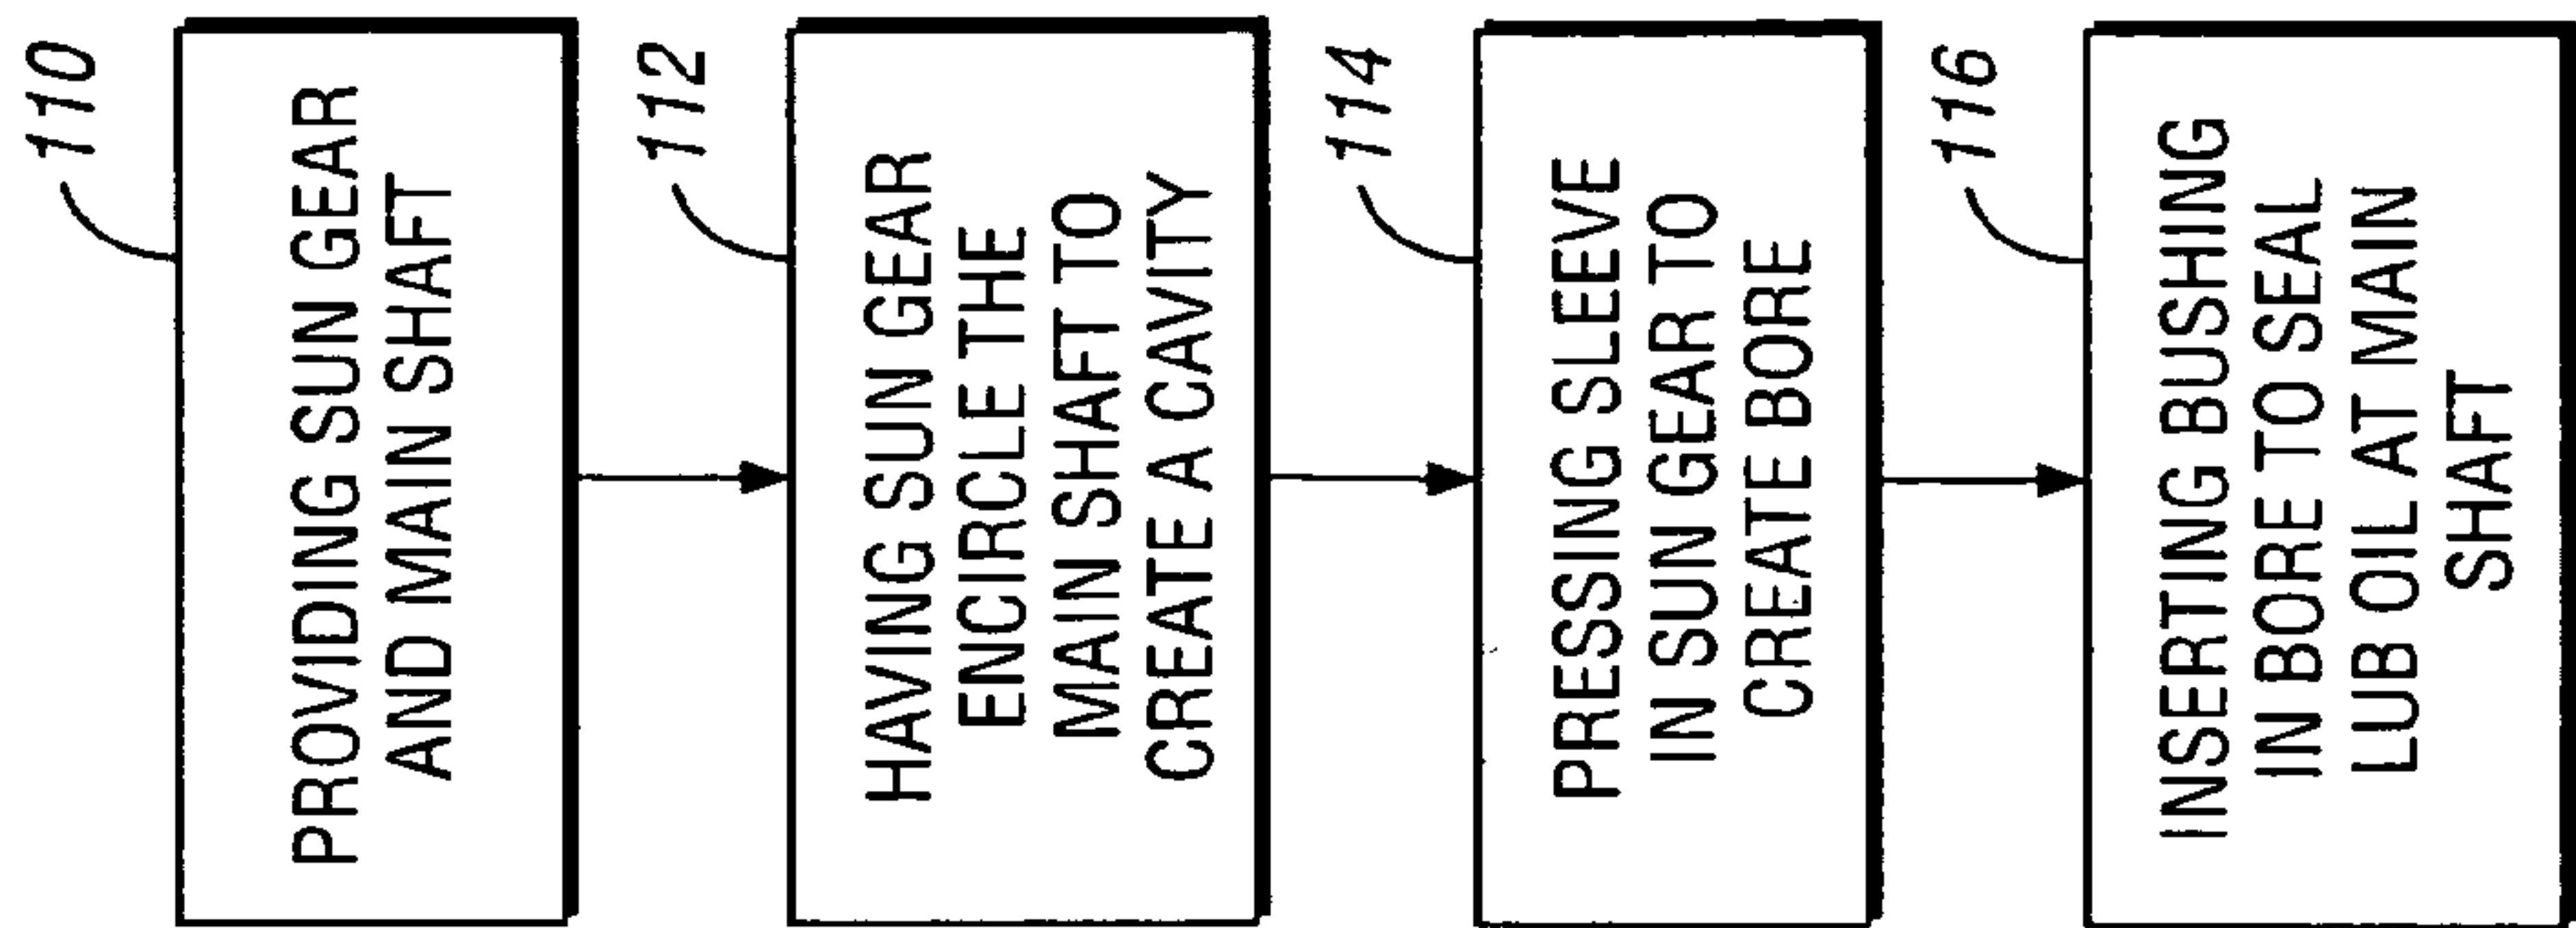 110
PROVIDING SUN GEAR
AND MAIN SHAFT
112
HAVING SUN GEAR
ENCIRCLE THE
MAIN SHAFT TO
CREATE A CAVITY
114
PRESSING SLEEVE
IN SUN GEAR TO
CREATE BORE
116
INSERTING BUSHING
IN BORE TO SEAL
LUB OIL AT MAIN
SHAFT